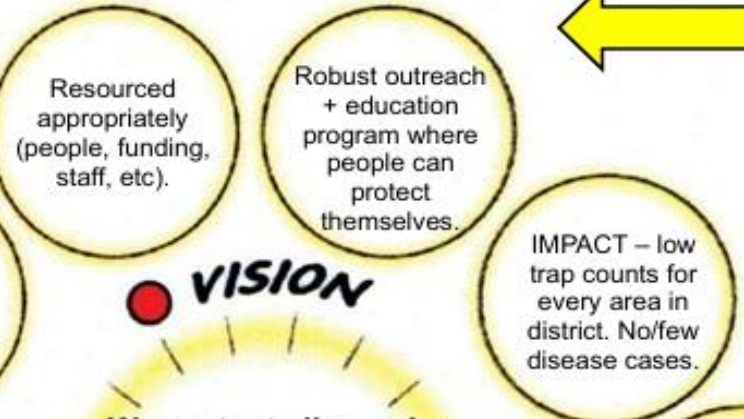 Resourced
appropriately
(people, funding,
staff, etc).
Robust outreach
+ education
program where
people can
protect
themselves.
IMPACT – low
trap counts for
every area in
district. No/few
disease cases.
VISION